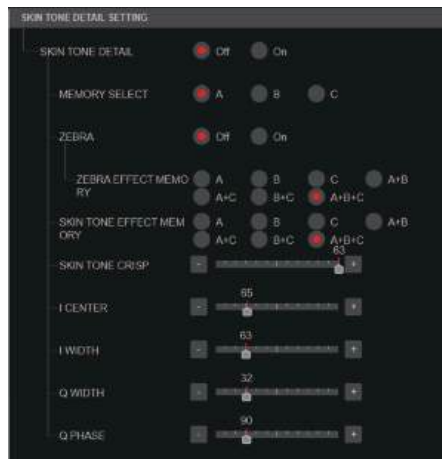 SKIN TONE DETAIL SETTING
SKIN TONE DETAIL Off On
MEMORY SELECT A B C
ZEBRA Off On
ZEBRA EFFECT MEMO A B C A+B
RY A+C B+C A+B+C
SKIN TONE EFFECT MEM A B C A+B
ORY A+C B+C A+B+C
63
SKIN TONE CRISP - +
65
I CENTER - +
63
I WIDTH - +
32
Q WIDTH - +
90
Q PHASE - +